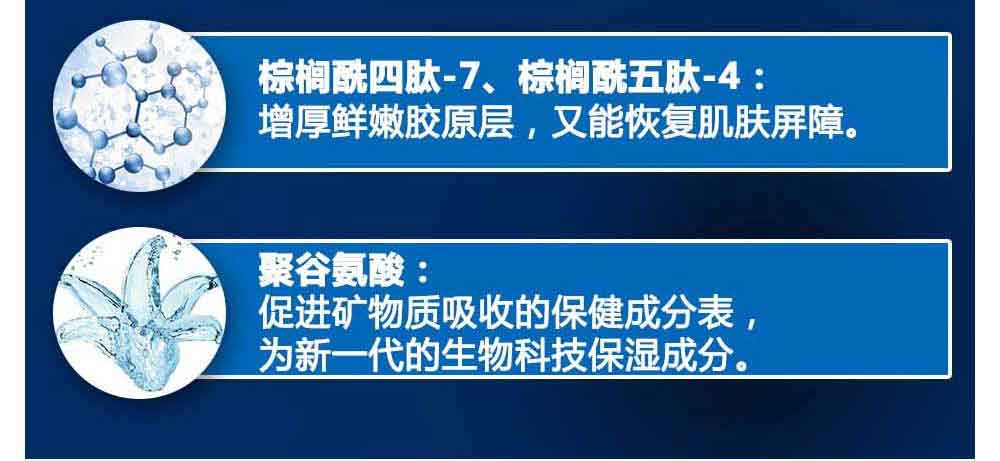 棕榈酰四肽-7、棕榈酰五肽-4：
增厚鲜嫩胶原层，又能恢复肌肤屏障。
聚谷氨酸：
促进矿物质吸收的保健成分表，
为新一代的生物科技保湿成分。